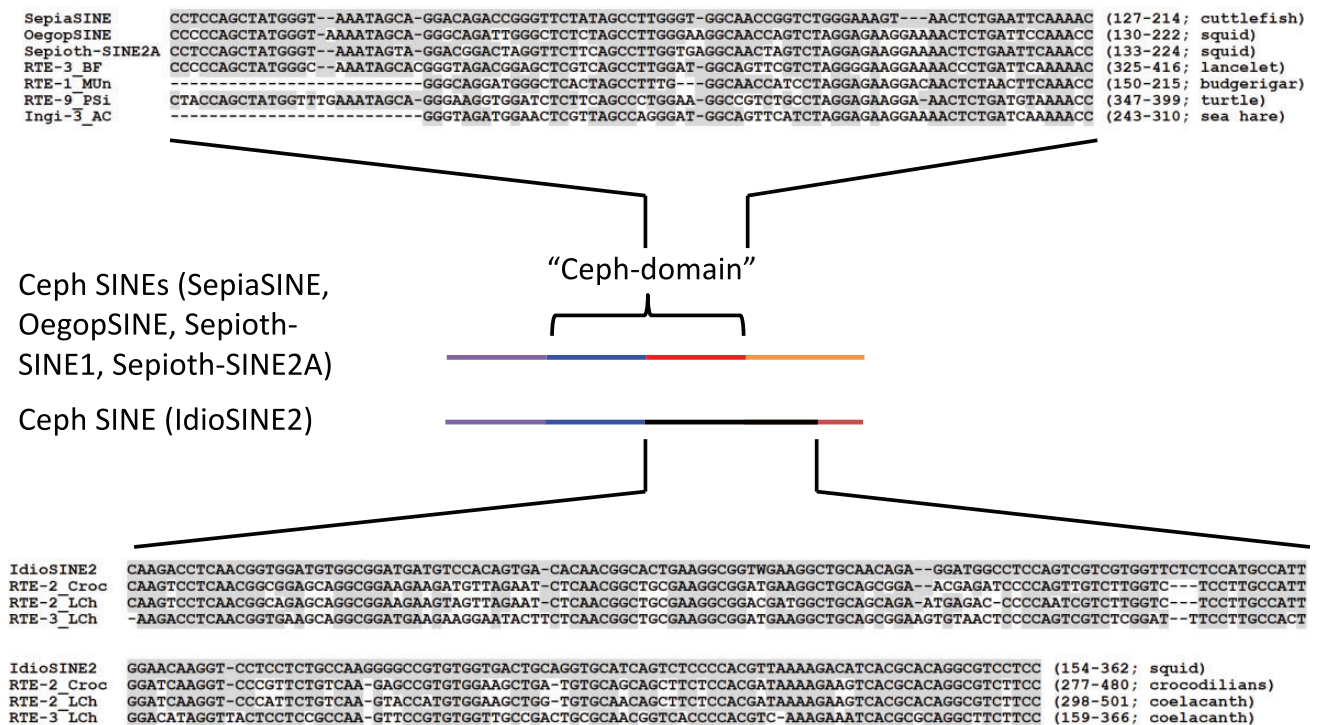 SepiaSINE CCTCCAGCTATGGGT--AAATAGCA-GGACAGACCGGGTTCTATAGCCTTGGGT-GGCAACCGGTCTGGGAAAGT---AACTCTGAATTCAAAAC (127-214; cuttlefish)
OegopSINE CCCCCAGCTATGGGT-AAAATAGCA-GGGCAGATTGGGCTCTCTAGCCTTGGGAAGGCAACCAGTCTAGGAGAAGGAAAACTCTGATTCCAAACC (130-222; squid)
Sepioth-SINE2A CCTCCAGCTATGGGT--AAATAGTA-GGACGGACTAGGTTCTTCAGCCTTGGTGAGGCAACTAGTCTAGGAGAAGGAAAACTCTGAATTCAAACC (133-224; squid)
RTE-3_BF CCCCCAGCTATGGGC--AAATAGCACGGGTAGACGGAGCTCGTCAGCCTTGGAT-GGCAGTTCGTCTAGGGGAAGGAAAACCCTGATTCAAAACC (325-416; lancelet)
RTE-1_MUn --------------------------GGGCAGGATGGGCTCACTAGCCTTTG--GGCAACCATCCTAGGAGAAGGACAACTCTAACTTCAAACC (150-215; budgerigar)
RTE-9_PSi CTACCAGCTATGGTTTGAAATAGCA-GGGAAGGTGGATCTCTTCAGCCCTGGAA-GGCCGTCTGCCTAGGAGAAGGA-AACTCTGATGTAAAACC (347-399; turtle)
Ingi-3_AC --------------------------GGGTAGATGGAACTCGTTAGCCAGGGAT-GGCAGTTCATCTAGGAGAAGGAAAACTCTGATCAAAAACC (243-310; sea hare)
“Ceph-domain”
Ceph SINEs (SepiaSINE,
OegopSINE, Sepioth-
SINE1, Sepioth-SINE2A)
Ceph SINE (IdioSINE2)
IdioSINE2 CAAGACCTCAACGGTGGATGTGGCGGATGATGTCCACAGTGA-CACAACGGCACTGAAGGCGGTWGAAGGCTGCAACAGA--GGATGGCCTCCAGTCGTCGTGGTTCTCTCCATGCCATT
RTE-2_Croc CAAGTCCTCAACGGCGGAGCAGGCGGAAGAAGATGTTAGAAT-CTCAACGGCTGCGAAGGCGGATGAAGGCTGCAGCGGA--ACGAGATCCCCAGTTGTCTTGGTC---TCCTTGCCATT
RTE-2_LCh CAAGTCCTCAACGGCAGAGCAGGCGGAAGAAGTAGTTAGAAT-CTCAACGGCTGCGAAGGCGGACGATGGCTGCAGCAGA-ATGAGAC-CCCCAATCGTCTTGGTC---TCCTTGCCATT
RTE-3_LCh -AAGACCTCAACGGTGAAGCAGGCGGATGAAGAAGGAATACTTCTCAACGGCTGCGAAGGCGGATGAAGGCTGCAGCGGAAGTGTAACTCCCCAGTCGTCTCGGAT--TTCCTTGCCACT
IdioSINE2 GGAACAAGGT-CCTCCTCTGCCAAGGGGCCGTGTGGTGACTGCAGGTGCATCAGTCTCCCCACGTTAAAAGACATCACGCACAGGCGTCCTCC (154-362; squid)
RTE-2_Croc GGATCAAGGT-CCCGTTCTGTCAA-GAGCCGTGTGGAAGCTGA-TGTGCAGCAGCTTCTCCACGATAAAAGAAGTCACGCACAGGCGTCTTCC (277-480; crocodilians)
RTE-2_LCh GGATCAAGGT-CCCATTCTGTCAA-GTACCATGTGGAAGCTGG-TGTGCAACAGCTTCTCCACGATAAAAGAAGTCACGCACAGGCGTCTTCC (298-501; coelacanth)
RTE-3_LCh GGACATAGGTTACTCCTCCGCCAA-GTTCCGTGTGGTTGCCGACTGCGCAACGGTCACCCCACGTC-AAAGAAATCACGCGCAGGCTTCTTCC (159-366; coelacanth)